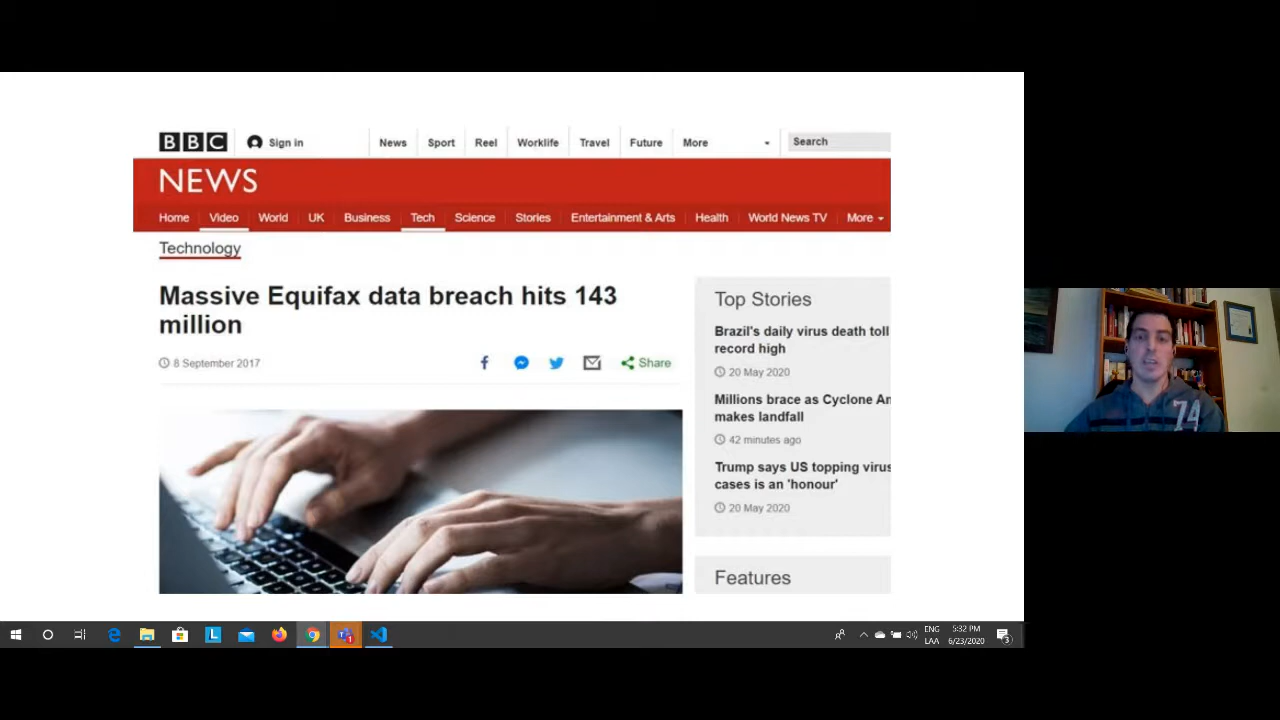 BBC
Sign in
News
Sport
Reel
Worklife
Travel
Future
More
Search
NEWS
Home
Video
World
UK
Business
Tech
Science
Stories
Entertainment & Arts
Health
World News TV
More
Technology
Massive Equifax data breach hits 143
million
8 September 2017
Share
Top Stories
Brazil's daily virus death toll
record high
20 May 2020
Millions brace as Cyclone Am
makes landfall
42 minutes ago
Trump says US topping virus
cases is an 'honour'
20 May 2020
Features
ENG
LAA
5:32 PM
6/23/2020
3
74